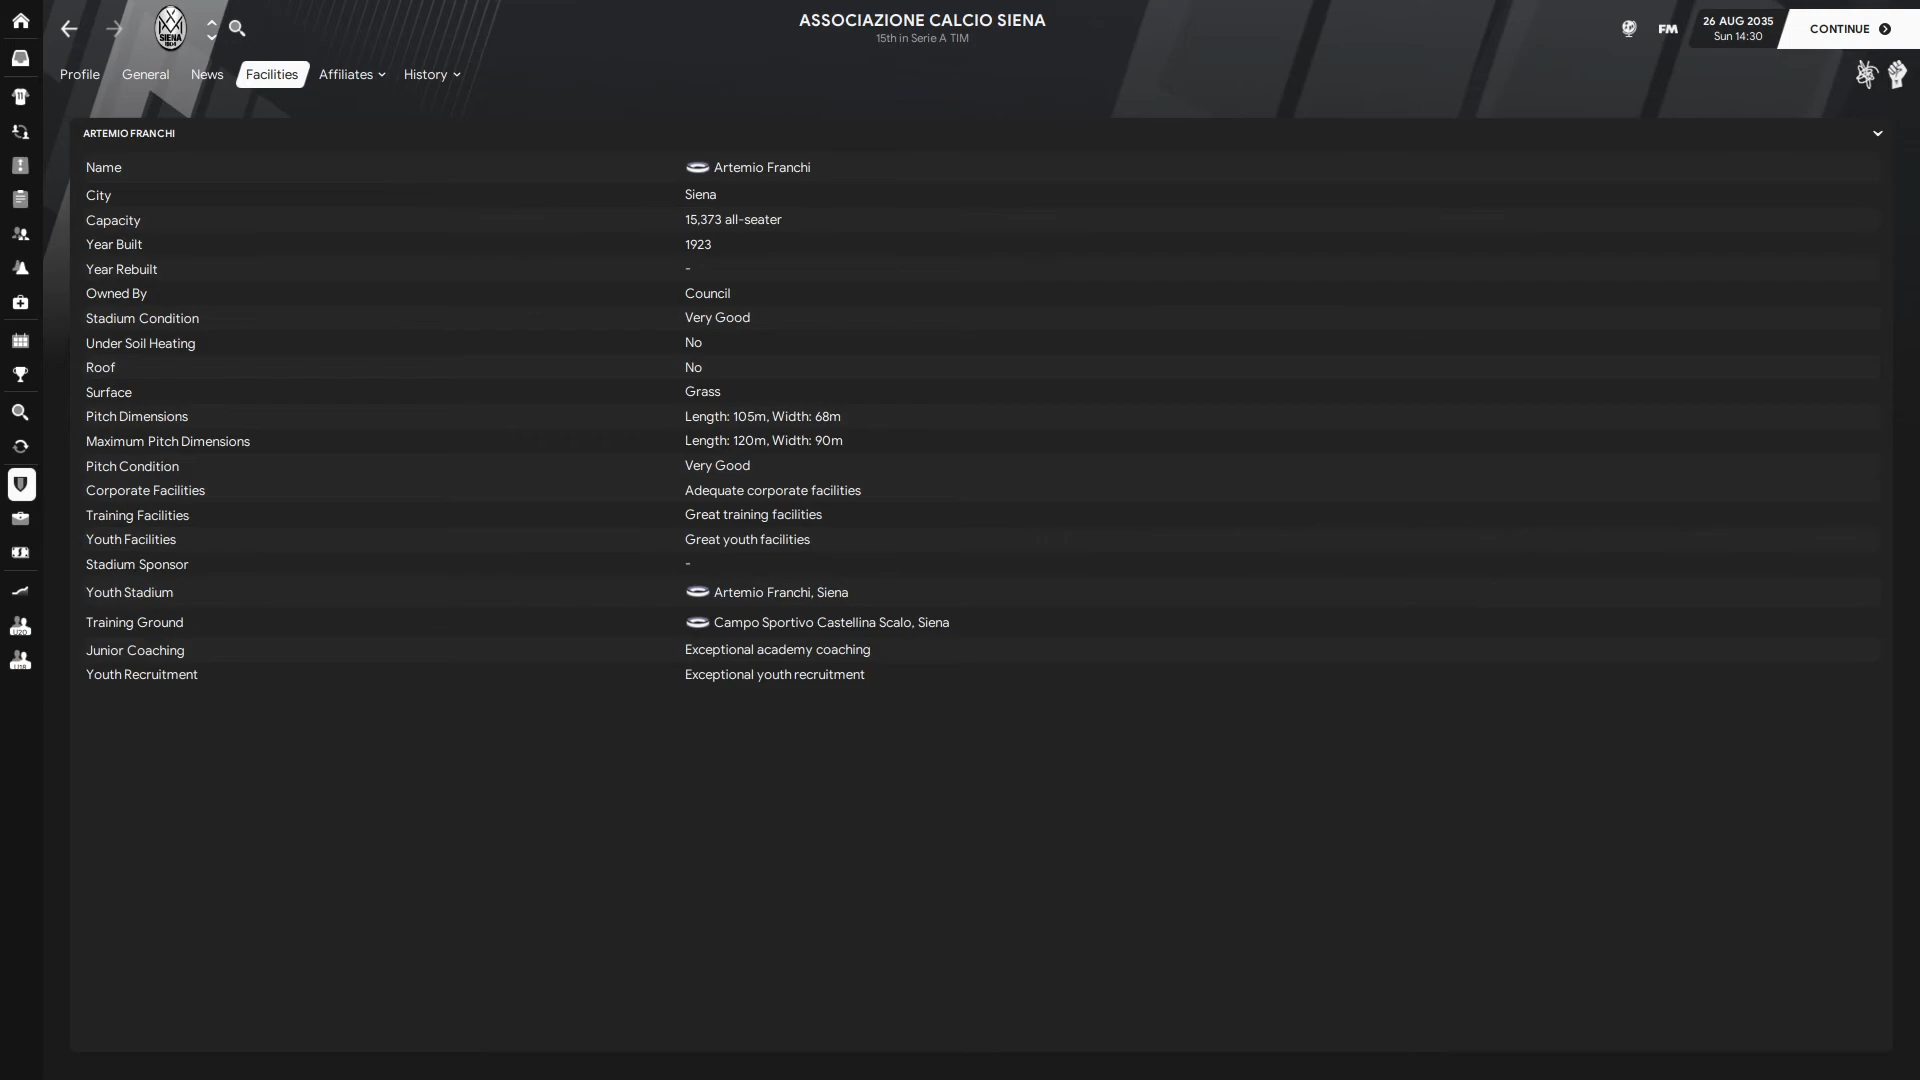 ASSOCIAZIONE CALCIO SIENA
15th in Serie A TIM
SIENA
1904
FM
26 AUG 2035
Sun 14:30
CONTINUE
Profile General News Facilities Affiliates History
ARTEMIO FRANCHI
Name Artemio Franchi
City Siena
Capacity 15,373 all-seater
Year Built 1923
Year Rebuilt -
Owned By Council
Stadium Condition Very Good
Under Soil Heating No
Roof No
Surface Grass
Pitch Dimensions Length: 105m, Width: 68m
Maximum Pitch Dimensions Length: 120m, Width: 90m
Pitch Condition Very Good
Corporate Facilities Adequate corporate facilities
Training Facilities Great training facilities
Youth Facilities Great youth facilities
Stadium Sponsor -
Youth Stadium Artemio Franchi, Siena
Training Ground Campo Sportivo Castellina Scalo, Siena
Junior Coaching Exceptional academy coaching
Youth Recruitment Exceptional youth recruitment
U20
U18